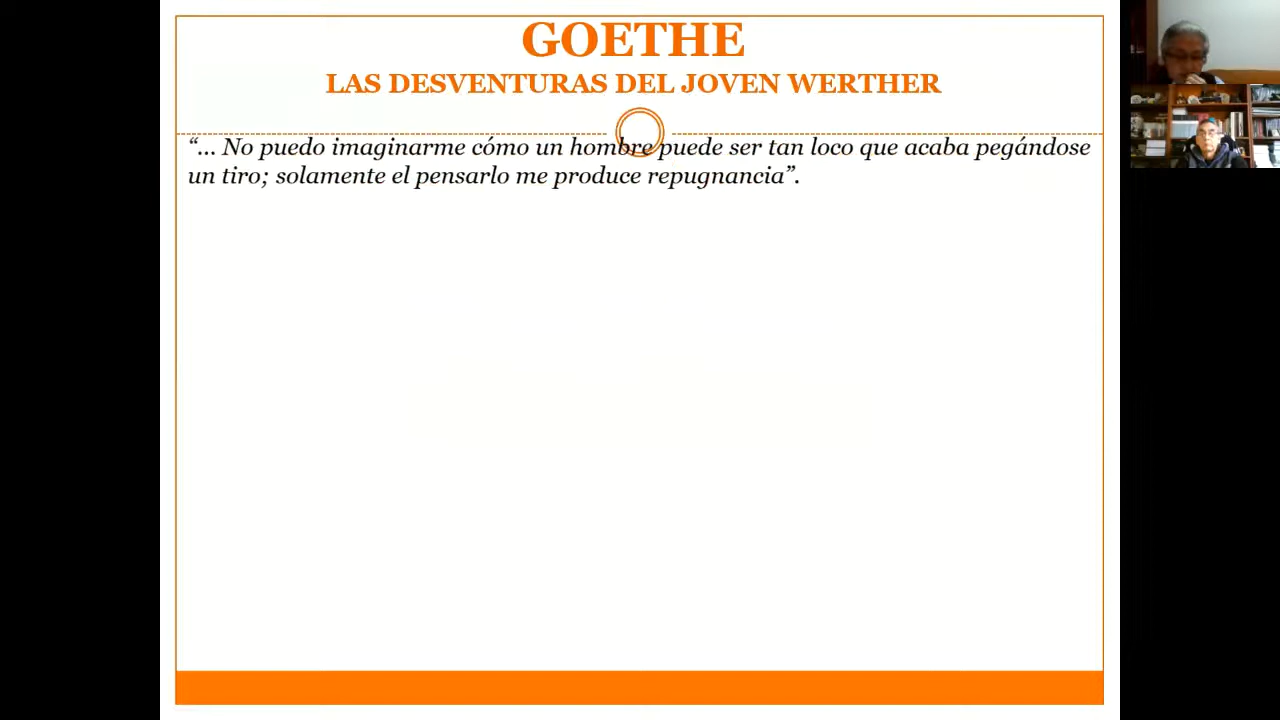 GOETHE
LAS DESVENTURAS DEL JOVEN WERTHER
“... No puedo imaginarme cómo un hombre puede ser tan loco que acaba pegándose
un tiro; solamente el pensarlo me produce repugnancia”.